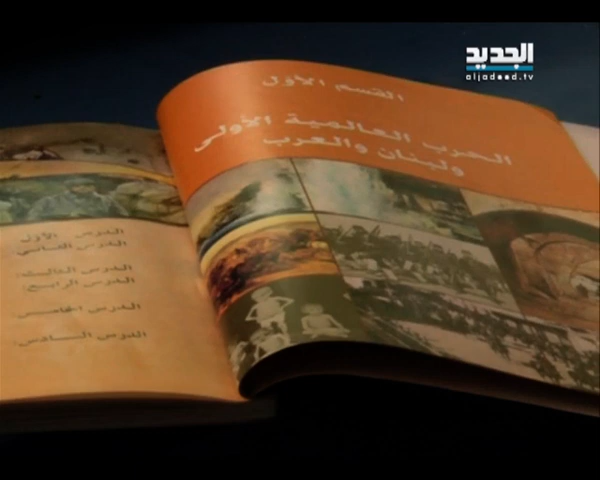 الجديد
aljadeed.tv
القسم الأول
الحرب العالمية الأولى
ولبنان والعرب
الدرس الأول
الدرس الثاني:
الدرس الثالث:
الدرس الرابع:
الدرس الخامس:
الدرس السادس: